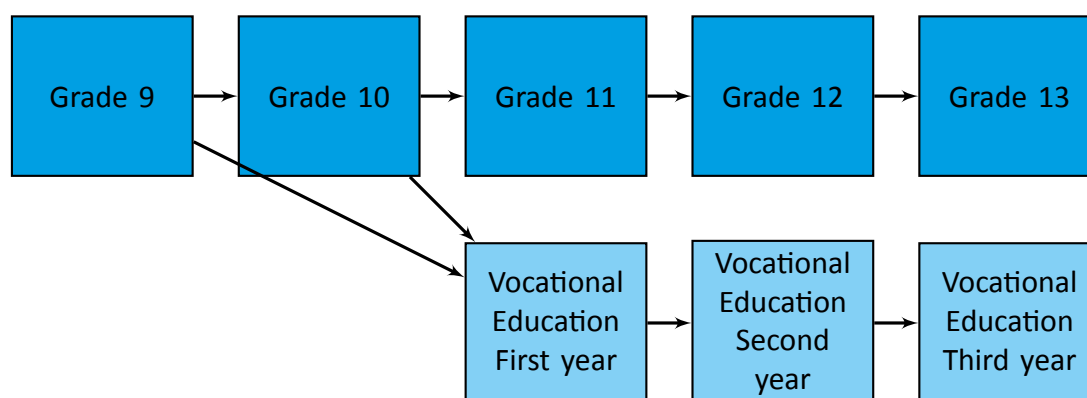 Grade 9
Grade 10
Grade 11
Grade 12
Grade 13
Vocational
Education
First year
Vocational
Education
Second
year
Vocational
Education
Third year